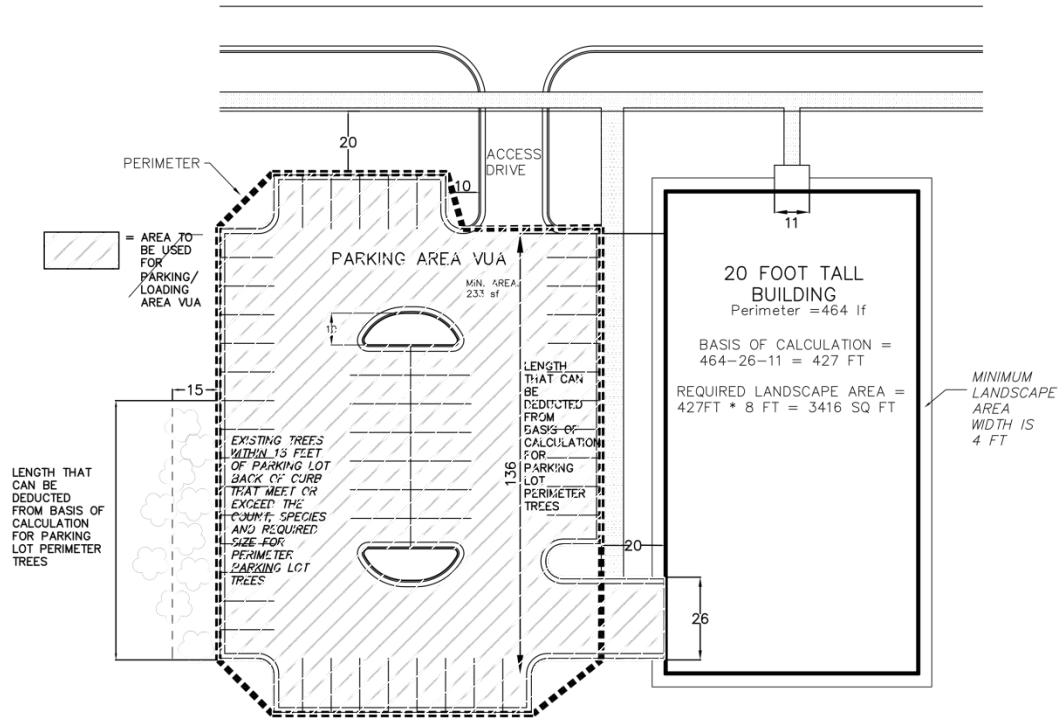 20
ACCESS
DRIVE
PERIMETER
10
11
= AREA TO
BE USED
FOR
PARKING/
LOADING
AREA VUA
PARKING AREA VUA
MIN. AREA
233 sf
10
20 FOOT TALL
BUILDING
Perimeter =464 lf
BASIS OF CALCULATION =
464-26-11 = 427 FT
REQUIRED LANDSCAPE AREA =
427FT * 8 FT = 3416 SQ FT
MINIMUM
LANDSCAPE
AREA
WIDTH IS
4 FT
15
LENGTH
THAT CAN
BE
DEDUCTED
FROM
BASIS OF
CALCULATION
FOR
PARKING
LOT
PERIMETER
TREES
136
EXISTING TREES
WITHIN 15 FEET
OF PARKING LOT
BACK OF CURB
THAT MEET OR
EXCEED THE
COUNT, SPECIES
AND REQUIRED
SIZE FOR
PERIMETER
PARKING LOT
TREES
LENGTH THAT
CAN BE
DEDUCTED
FROM BASIS OF
CALCULATION
FOR PARKING
LOT PERIMETER
TREES
20
26